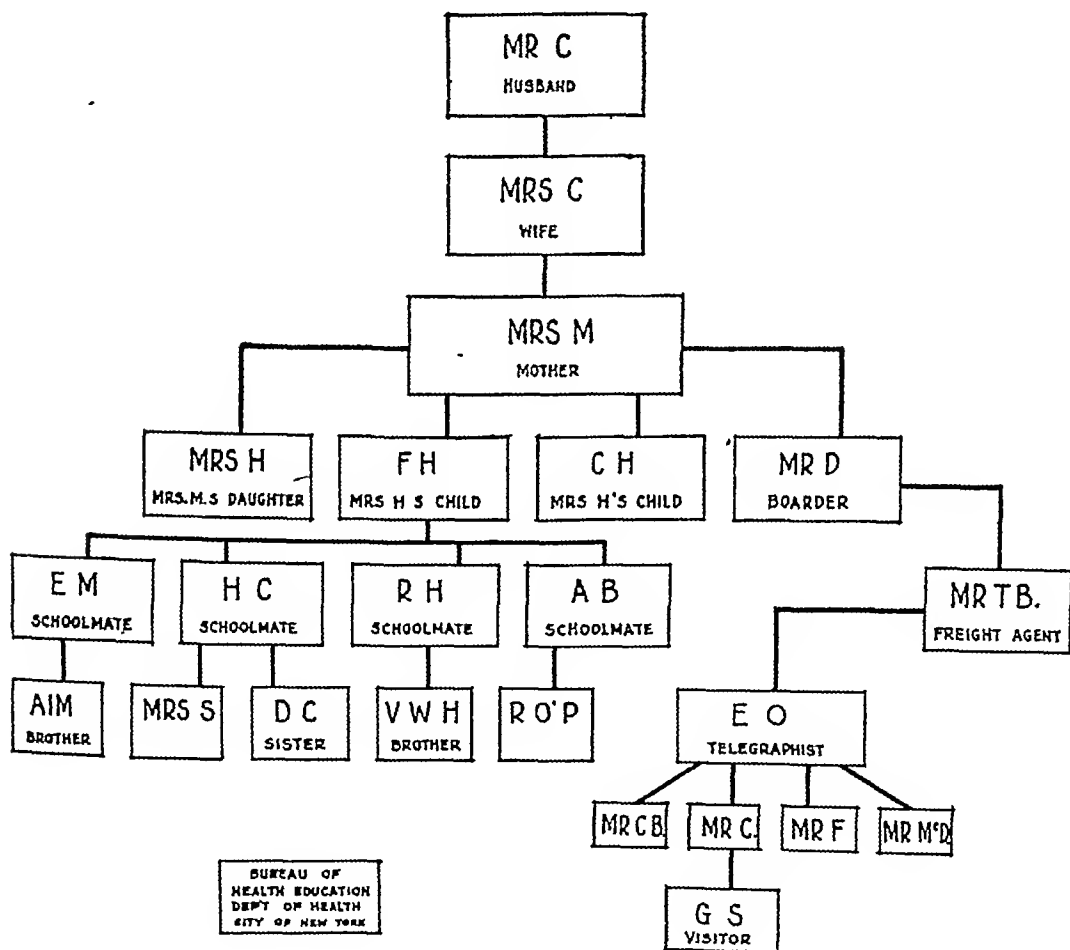 MR C
HUSBAND
MRS C
WIFE
MRS M
MOTHER
MRS H
MRS. M. S DAUGHTER
F H
MRS H S CHILD
C H
MRS H'S CHILD
MR D
BOARDER
E M
SCHOOLMATE
H C
SCHOOLMATE
R H
SCHOOLMATE
A B
SCHOOLMATE
MR T B.
FREIGHT AGENT
AIM
BROTHER
MRS S
D C
SISTER
V W H
BROTHER
R O'P
E O
TELEGRAPHIST
MR C B.
MR C.
MR F
MR McD.
G S
VISITOR
BUREAU OF
HEALTH EDUCATION
DEP'T OF HEALTH
CITY OF NEW YORK